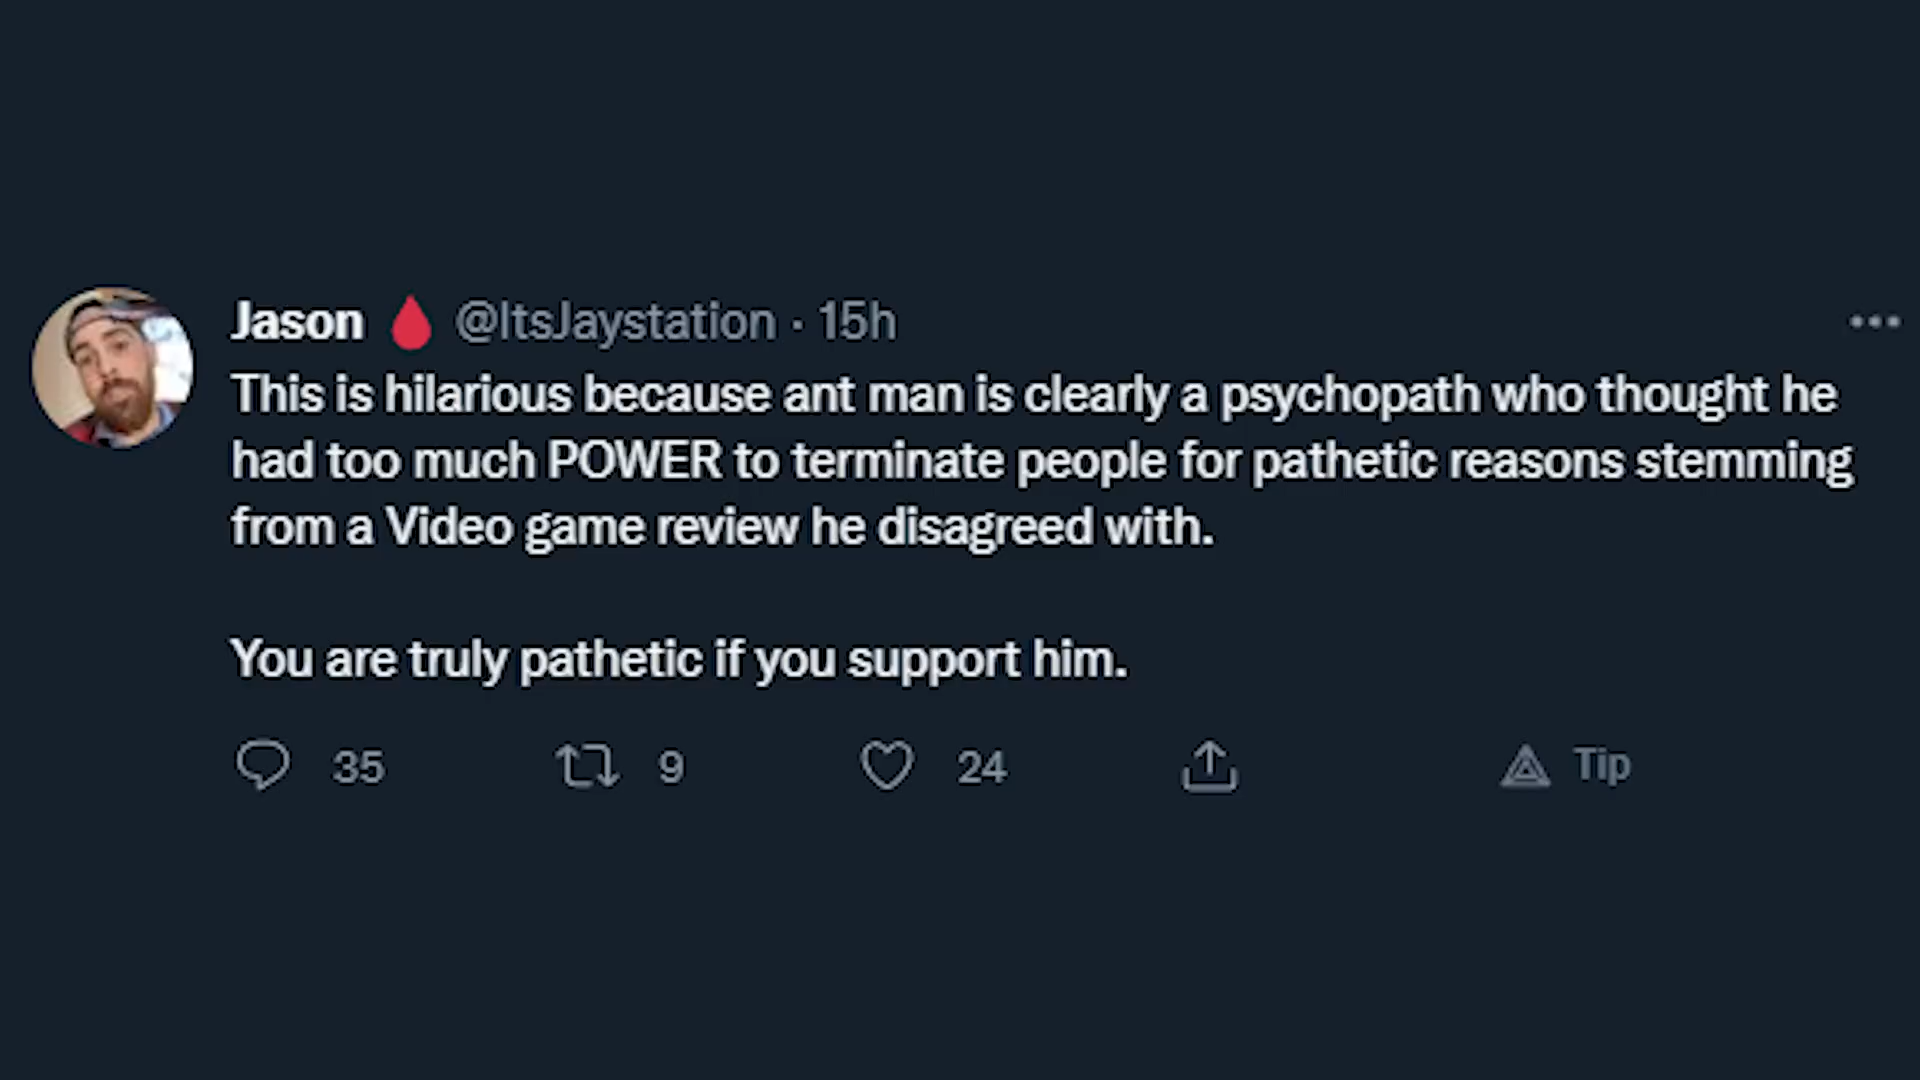 Jason 🩸 @ItsJaystation · 15h
This is hilarious because ant man is clearly a psychopath who thought he
had too much POWER to terminate people for pathetic reasons stemming
from a Video game review he disagreed with.
You are truly pathetic if you support him.
35 9 24 Tip